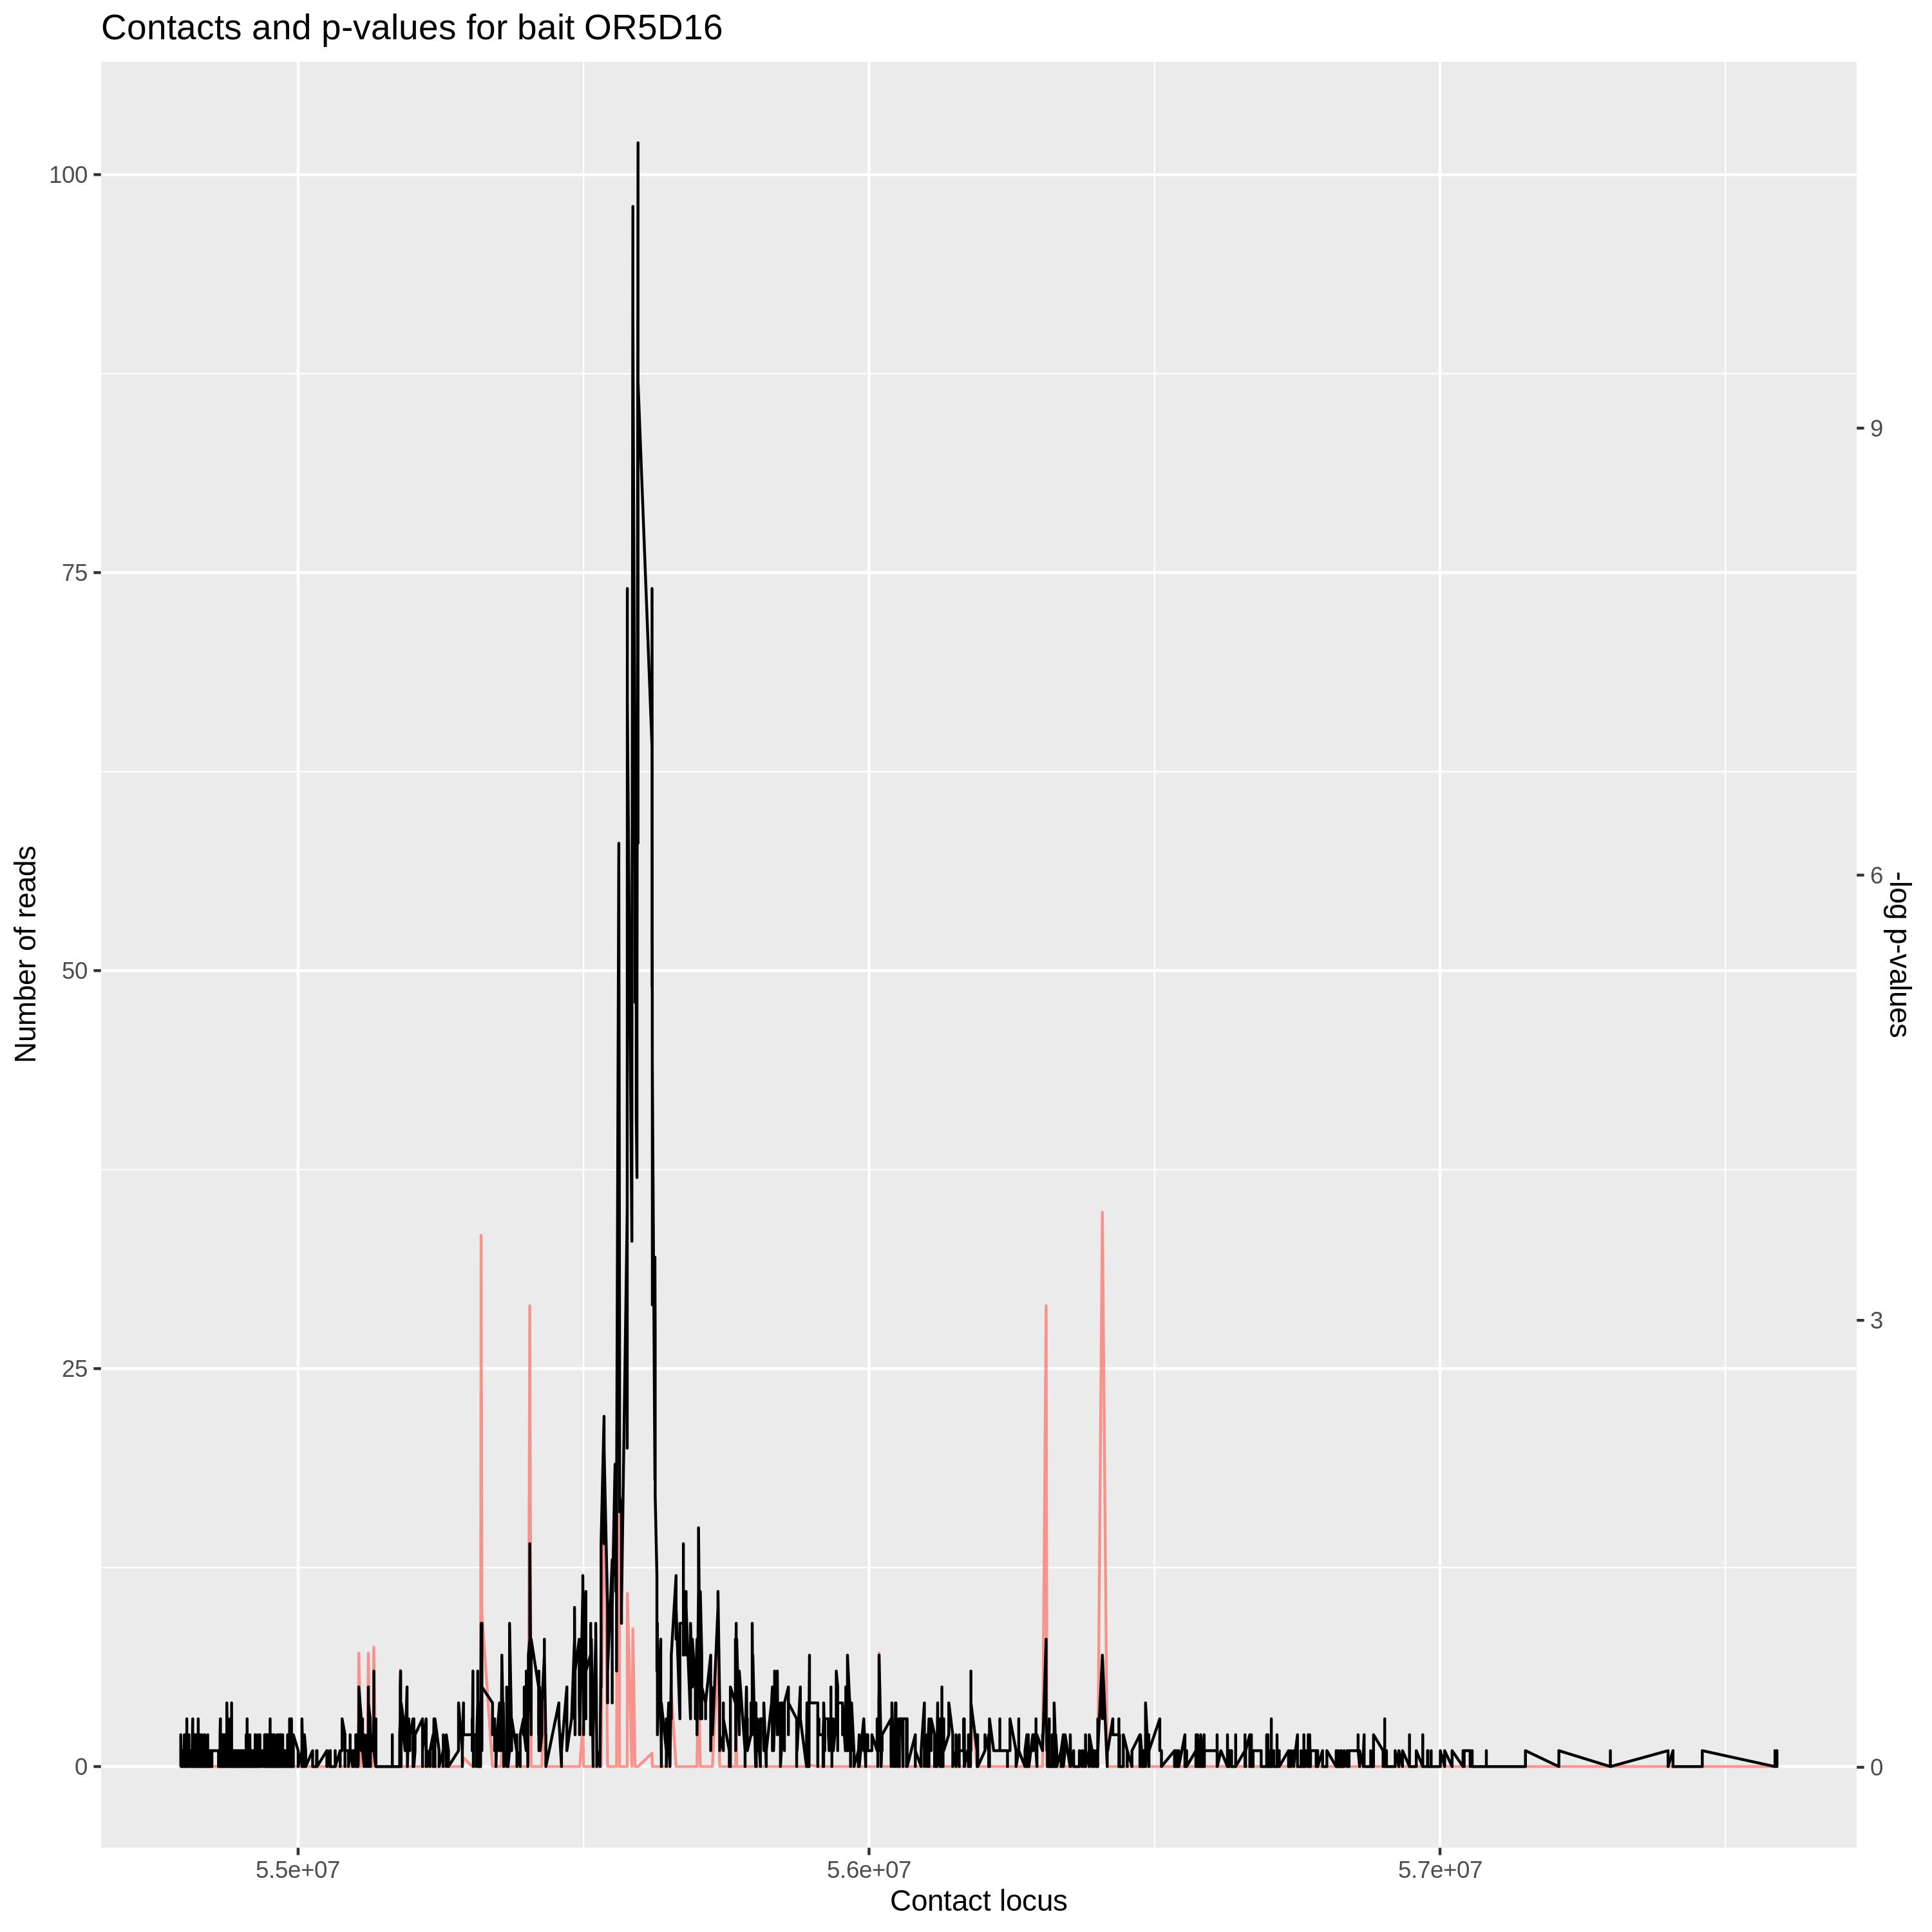 Contacts and p-values for bait OR5D16
Number of reads
100
75
50
25
0
9
6
3
0
-log p-values
5.5e+07
5.6e+07
5.7e+07
Contact locus